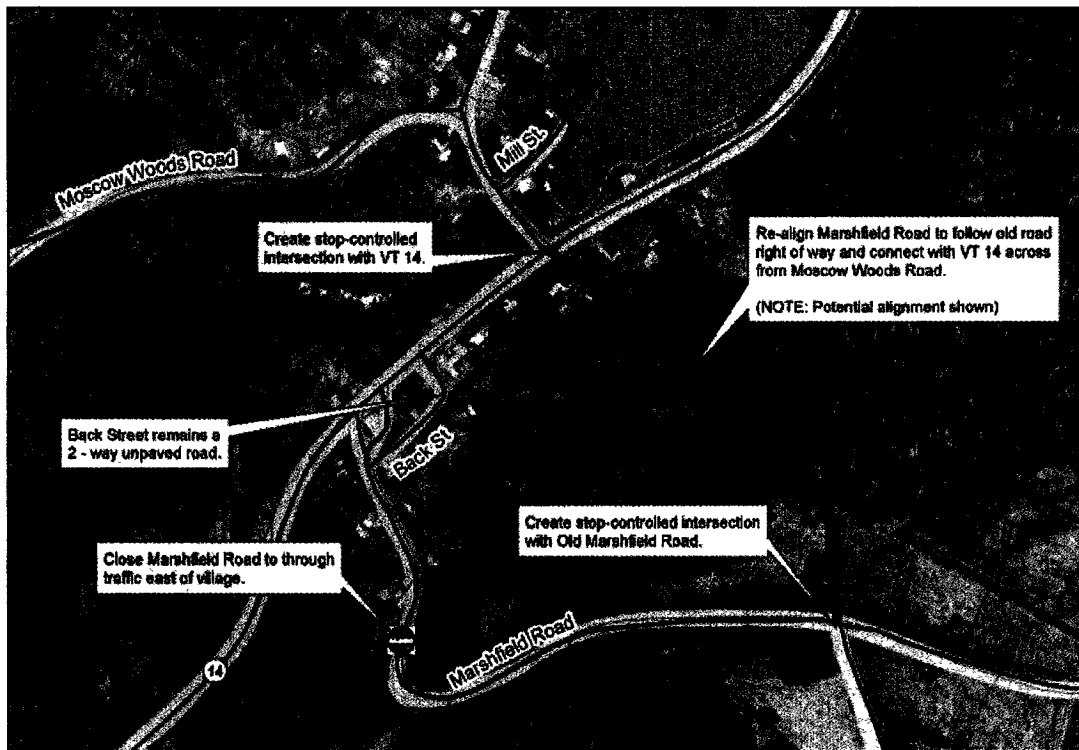 Mill St.
Moscow Woods Road
Create stop-controlled
intersection with VT 14.
Re-align Marshfield Road to follow old road
right of way and connect with VT 14 across
from Moscow Woods Road.
(NOTE: Potential alignment shown)
Back Street remains a
2 - way unpaved road.
Back St
Create stop-controlled intersection
with Old Marshfield Road.
Close Marshfield Road to through
traffic east of village.
Marshfield Road
14